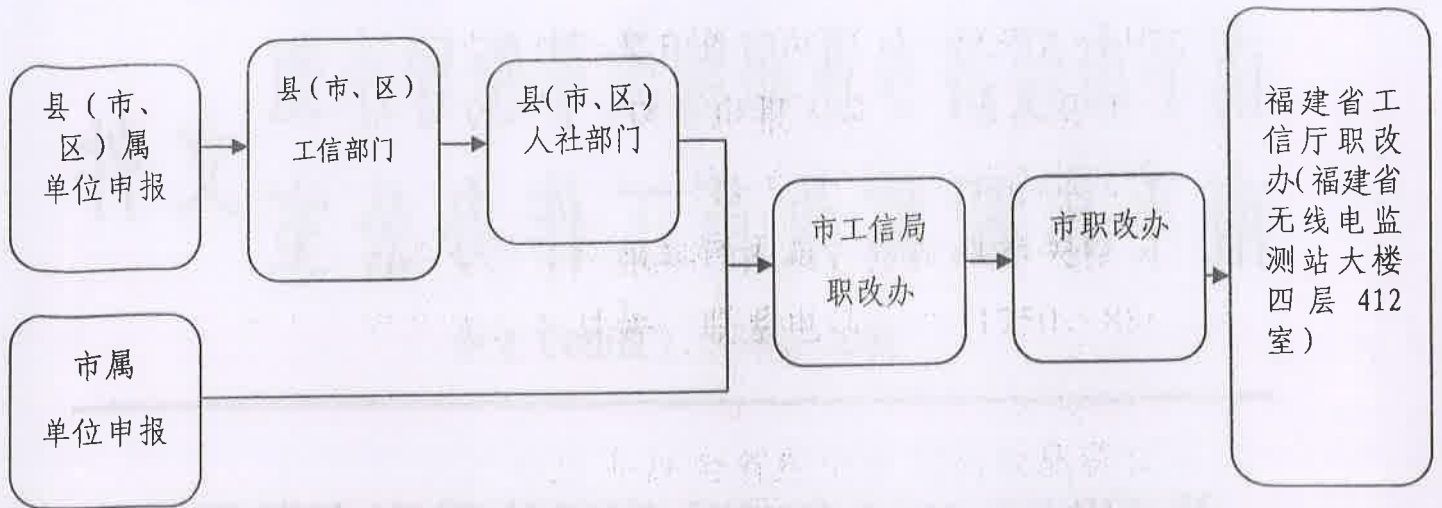 县（市、
区）属
单位申报
县（市、区）
工信部门
县（市、区）
人社部门
市属
单位申报
市工信局
职改办
市职改办
福建省工
信厅职改
办(福建省
无线电监
测站大楼
四层 412
室）